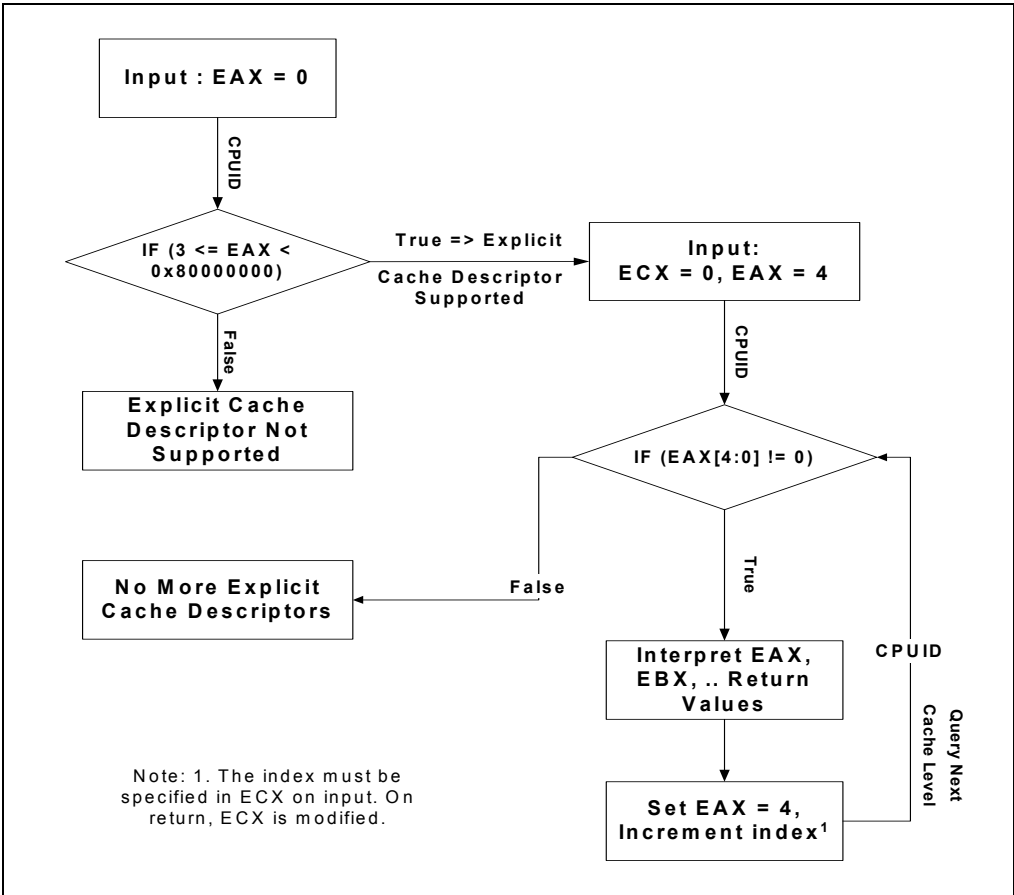 Input : EAX = 0
CPUID
IF (3 <= EAX <
0x80000000)
True => Explicit
Cache Descriptor
Supported
Input:
ECX = 0, EAX = 4
False
CPUID
Explicit Cache
Descriptor Not
Supported
IF (EAX[4:0] != 0)
False
No More Explicit
Cache Descriptors
True
Interpret EAX,
EBX, .. Return
Values
CPUID
Query Next
Cache Level
Set EAX = 4,
Increment index¹
Note: 1. The index must be
specified in ECX on input. On
return, ECX is modified.